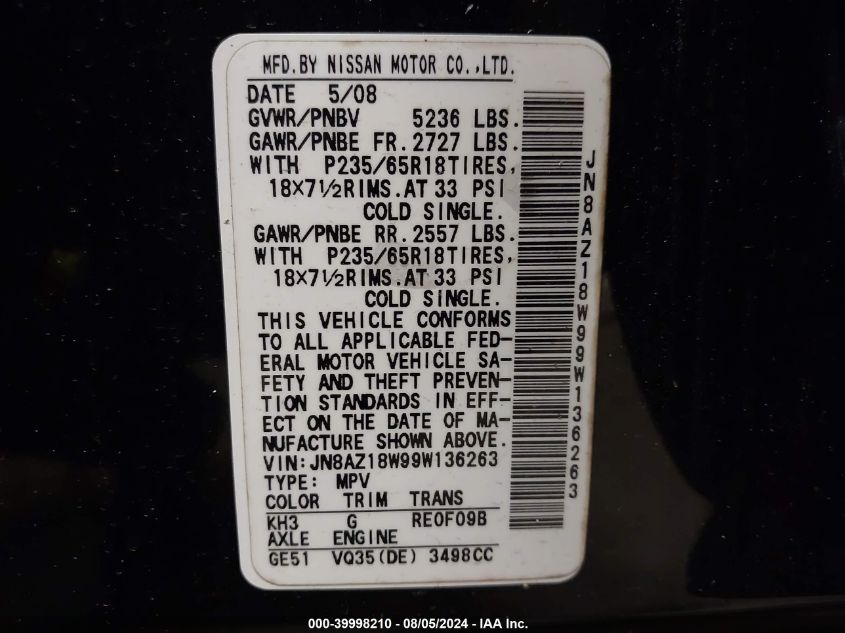 MFD.BY NISSAN MOTOR CO.,LTD.
DATE 5/08
GVWR/PNBV 5236 LBS.
GAWR/PNBE FR.2727 LBS.
WITH P235/65R18TIRES,
18X7½RIMS.AT 33 PSI
COLD SINGLE.
GAWR/PNBE RR.2557 LBS.
WITH P235/65R18TIRES,
18X7½RIMS.AT 33 PSI
COLD SINGLE.
THIS VEHICLE CONFORMS
TO ALL APPLICABLE FED-
ERAL MOTOR VEHICLE SA-
FETY AND THEFT PREVEN-
TION STANDARDS IN EFF-
ECT ON THE DATE OF MA-
NUFACTURE SHOWN ABOVE.
VIN:JN8AZ18W99W136263
TYPE: MPV
COLOR TRIM TRANS
KH3 G RE0F09B
AXLE ENGINE
GE51 VQ35(DE) 3498CC
JN8AZ18W99W136263
000-39998210 - 08/05/2024 - IAA Inc.